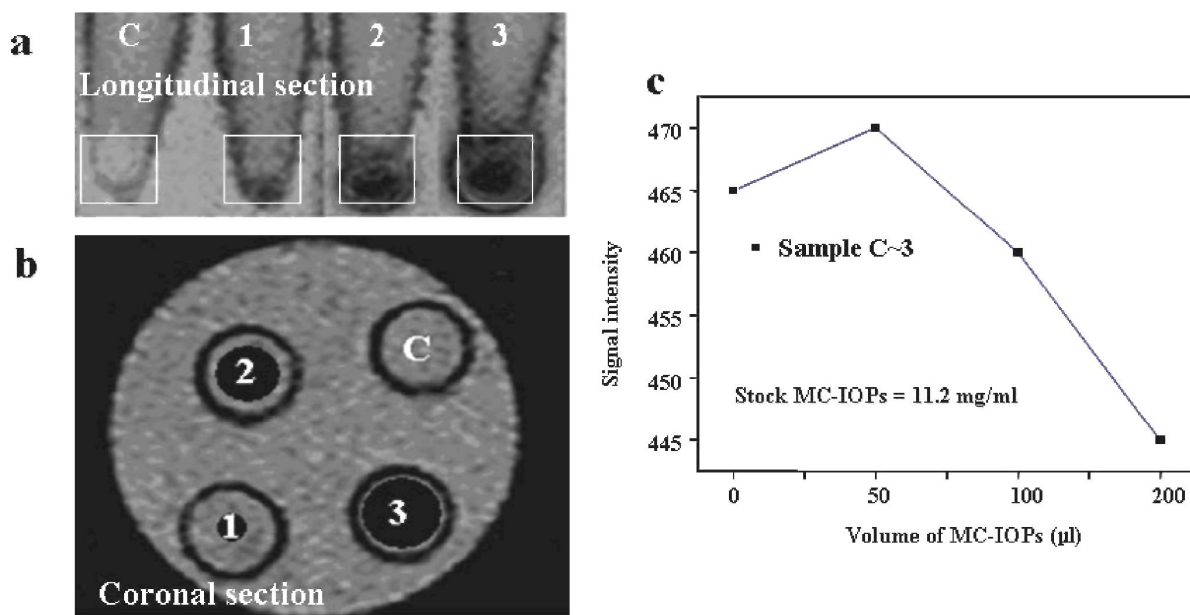 a
C 1 2 3
Longitudinal section
b
2 C
1 3
Coronal section
c
470
465
460
455
450
445
Signal intensity
Sample C~3
Stock MC-IOPs = 11.2 mg/ml
0 50 100 200
Volume of MC-IOPs (µl)